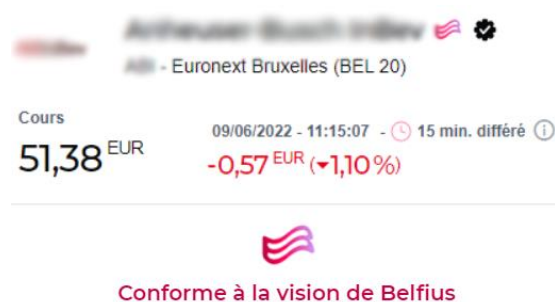 - Euronext Bruxelles (BEL 20)
Cours
09/06/2022 - 11:15:07 - 15 min. différé
51,38 EUR
-0,57 EUR (▾1,10 %)
Conforme à la vision de Belfius